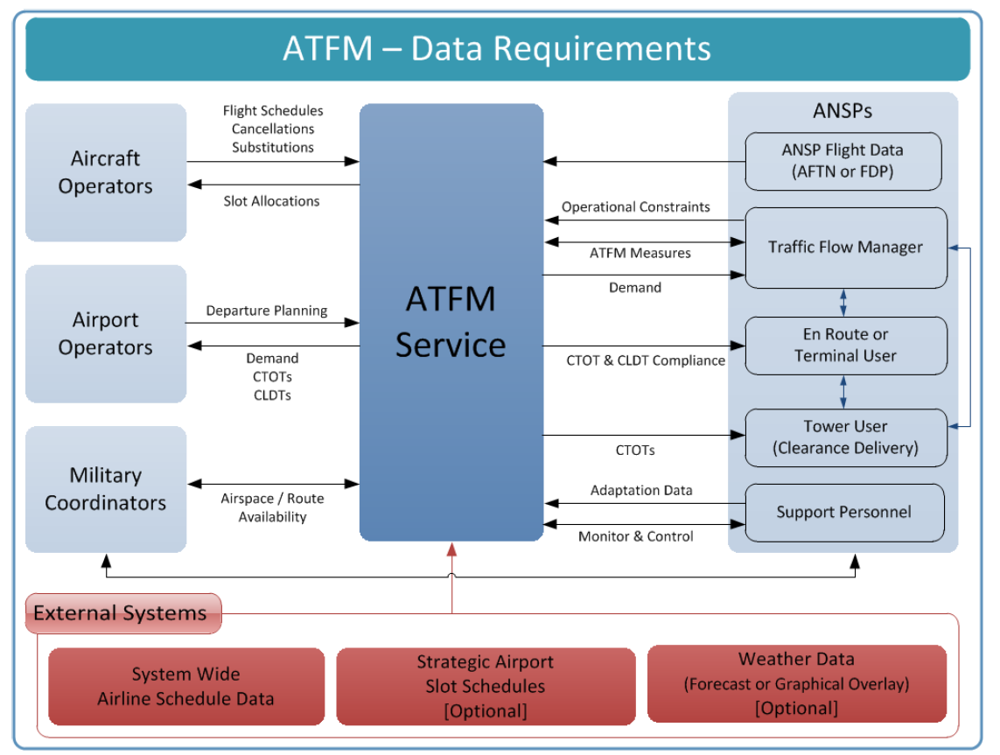 ATFM – Data Requirements
Aircraft
Operators
Flight Schedules
Cancellations
Substitutions
Slot Allocations
Airport
Operators
Departure Planning
Demand
CTOTs
CLDTs
Military
Coordinators
Airspace / Route
Availability
ATFM
Service
ANSPs
ANSP Flight Data
(AFTN or FDP)
Operational Constraints
ATFM Measures
Demand
Traffic Flow Manager
CTOT & CLDT Compliance
En Route or
Terminal User
CTOTs
Tower User
(Clearance Delivery)
Adaptation Data
Monitor & Control
Support Personnel
External Systems
System Wide
Airline Schedule Data
Strategic Airport
Slot Schedules
[Optional]
Weather Data
(Forecast or Graphical Overlay)
[Optional]